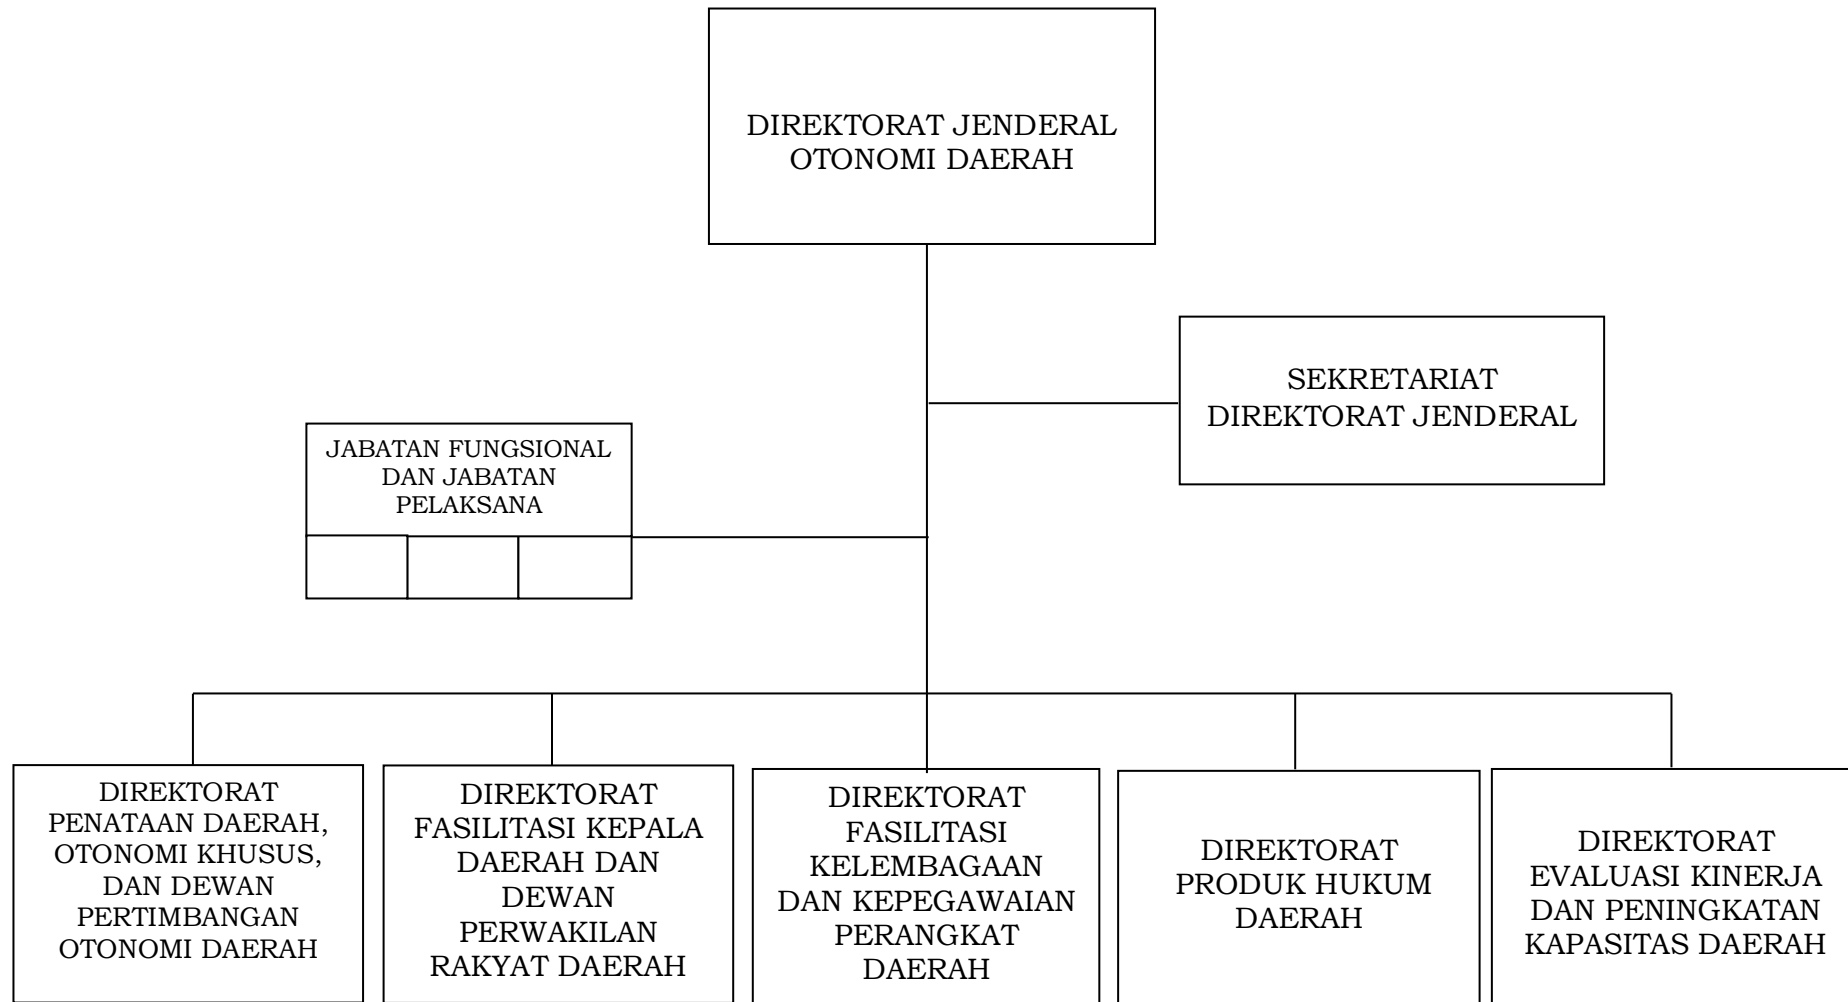 DIREKTORAT JENDERAL
OTONOMI DAERAH
SEKRETARIAT
DIREKTORAT JENDERAL
JABATAN FUNGSIONAL
DAN JABATAN
PELAKSANA
DIREKTORAT
PENATAAN DAERAH,
OTONOMI KHUSUS,
DAN DEWAN
PERTIMBANGAN
OTONOMI DAERAH
DIREKTORAT
FASILITASI KEPALA
DAERAH DAN
DEWAN
PERWAKILAN
RAKYAT DAERAH
DIREKTORAT
FASILITASI
KELEMBAGAAN
DAN KEPEGAWAIAN
PERANGKAT
DAERAH
DIREKTORAT
PRODUK HUKUM
DAERAH
DIREKTORAT
EVALUASI KINERJA
DAN PENINGKATAN
KAPASITAS DAERAH